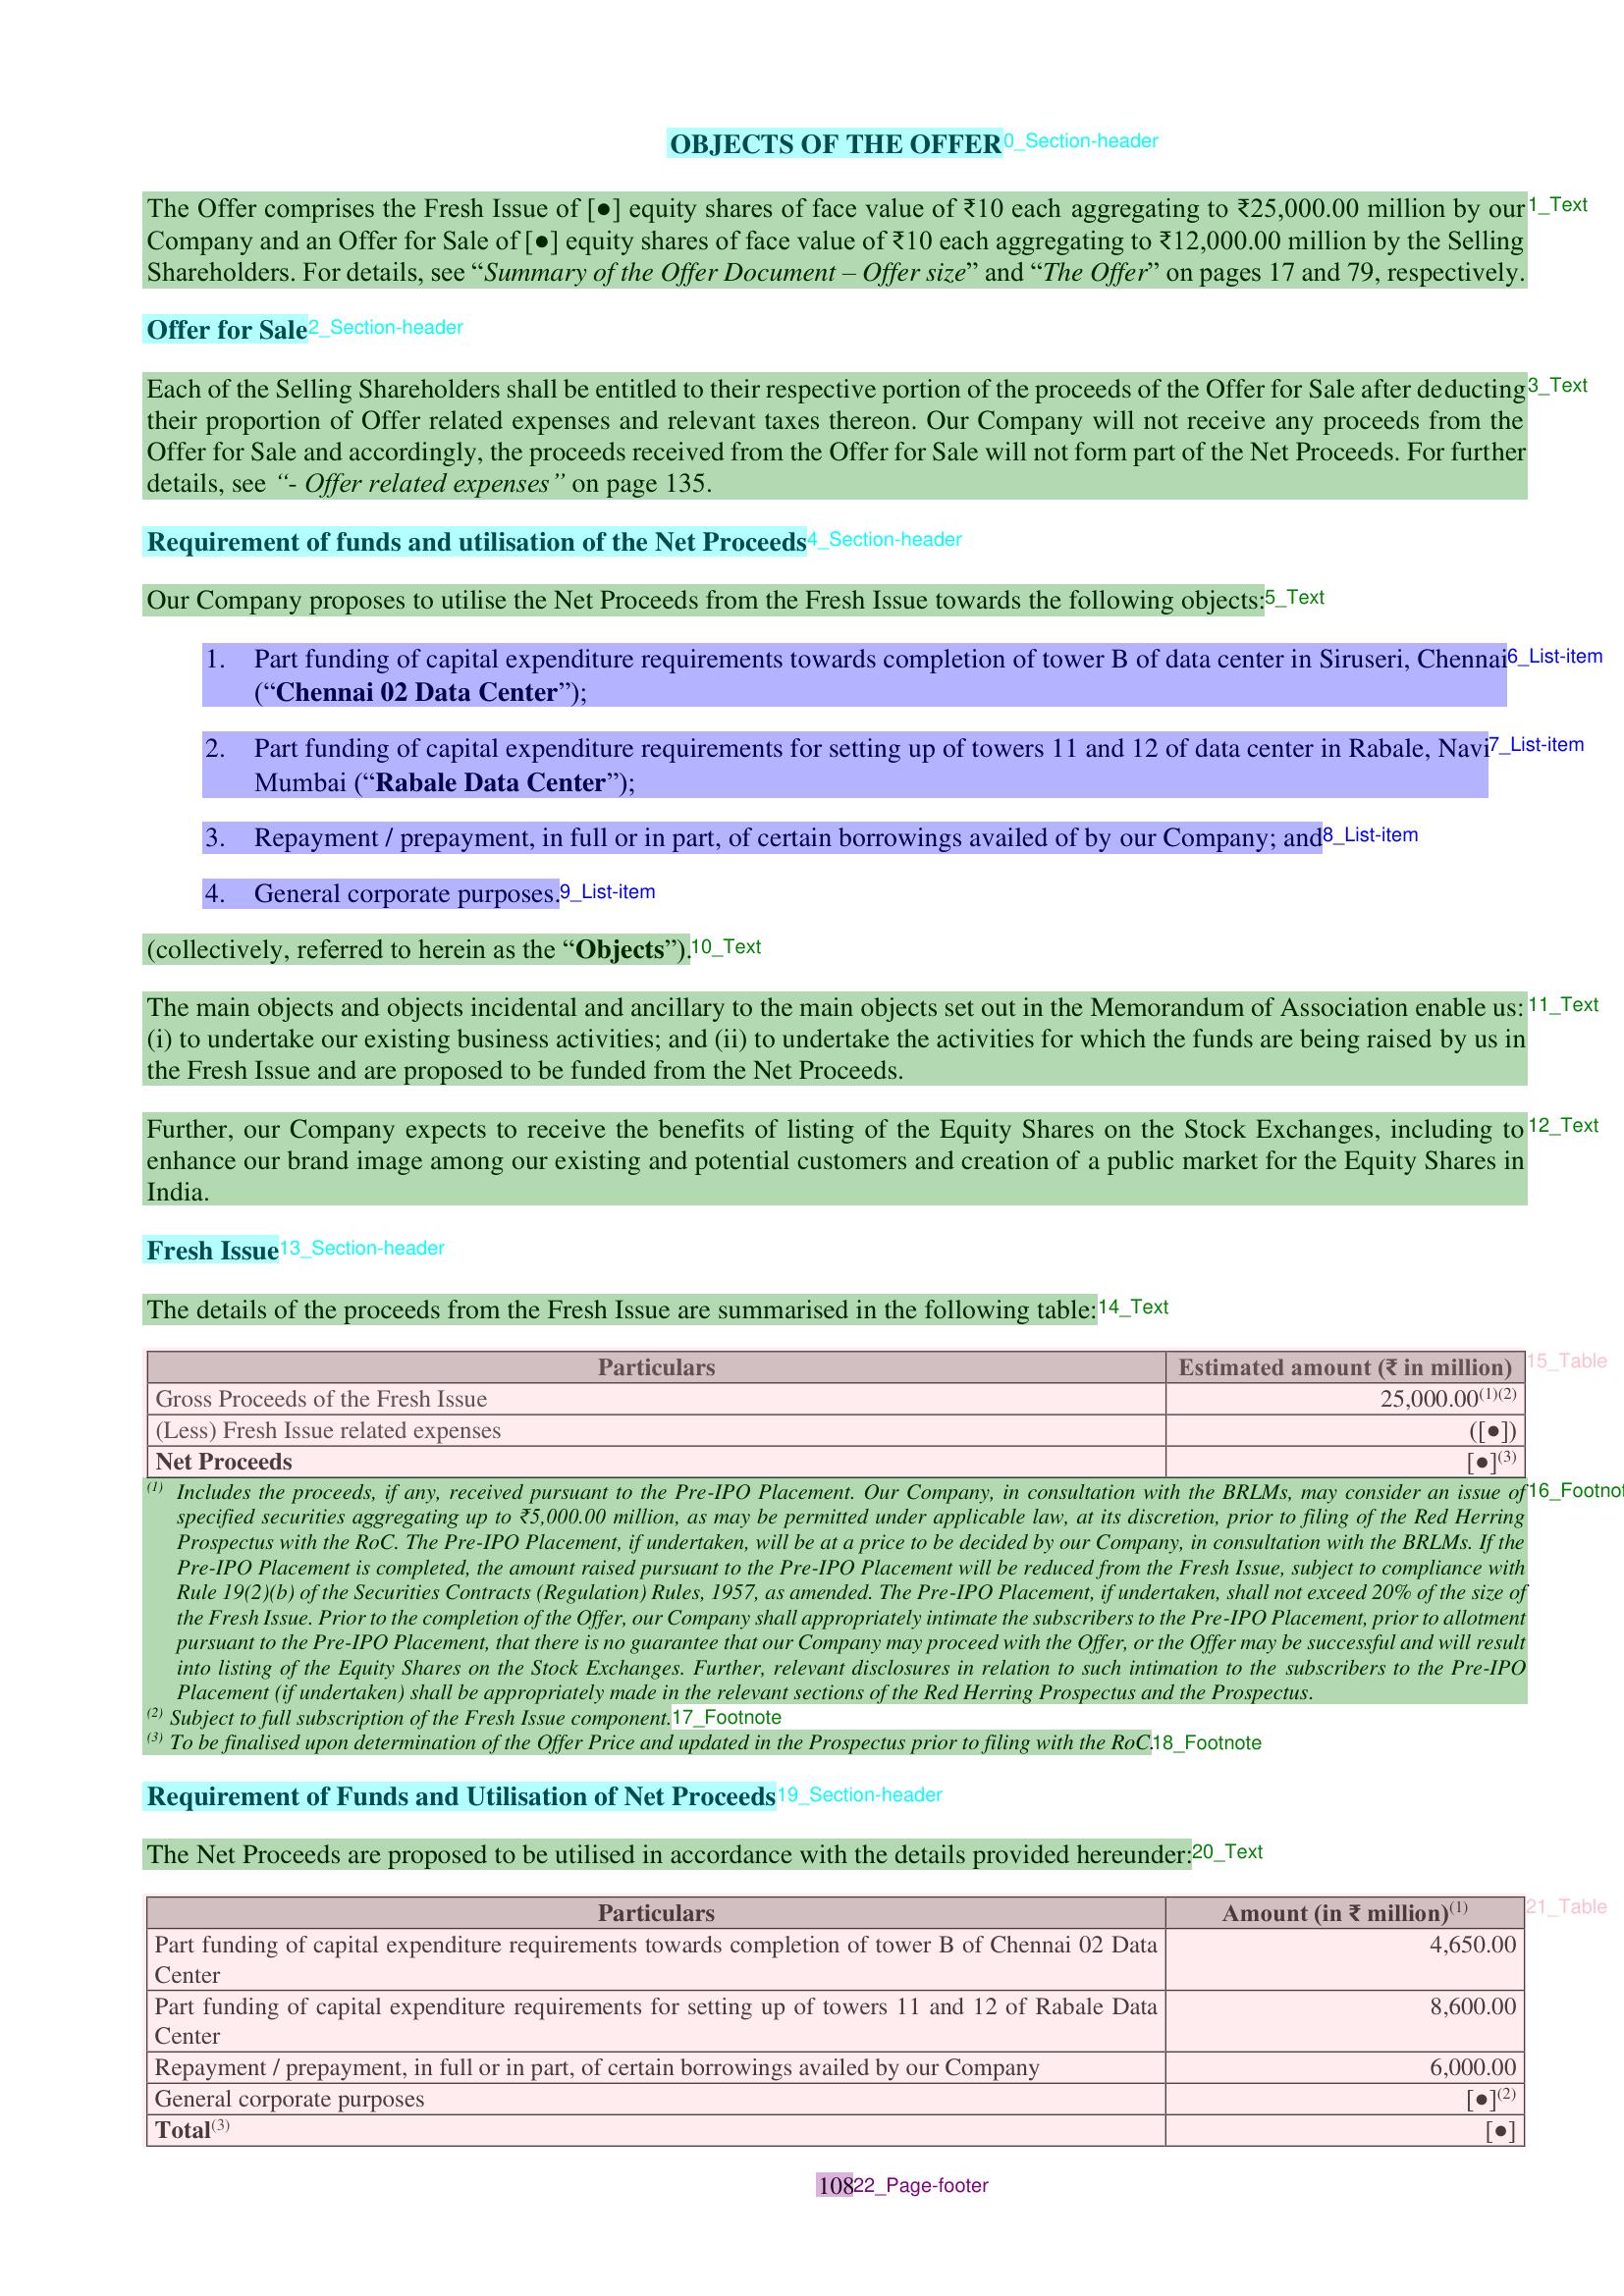 OBJECTS OF THE OFFER0_Section-header
The Offer comprises the Fresh Issue of [●] equity shares of face value of ₹10 each aggregating to ₹25,000.00 million by our1_Text
Company and an Offer for Sale of [●] equity shares of face value of ₹10 each aggregating to ₹12,000.00 million by the Selling
Shareholders. For details, see “Summary of the Offer Document – Offer size” and “The Offer” on pages 17 and 79, respectively.
Offer for Sale2_Section-header
Each of the Selling Shareholders shall be entitled to their respective portion of the proceeds of the Offer for Sale after deducting3_Text
their proportion of Offer related expenses and relevant taxes thereon. Our Company will not receive any proceeds from the
Offer for Sale and accordingly, the proceeds received from the Offer for Sale will not form part of the Net Proceeds. For further
details, see “- Offer related expenses” on page 135.
Requirement of funds and utilisation of the Net Proceeds4_Section-header
Our Company proposes to utilise the Net Proceeds from the Fresh Issue towards the following objects:5_Text
1. Part funding of capital expenditure requirements towards completion of tower B of data center in Siruseri, Chennai6_List-item
(“Chennai 02 Data Center”);
2. Part funding of capital expenditure requirements for setting up of towers 11 and 12 of data center in Rabale, Navi7_List-item
Mumbai (“Rabale Data Center”);
3. Repayment / prepayment, in full or in part, of certain borrowings availed of by our Company; and8_List-item
4. General corporate purposes.9_List-item
(collectively, referred to herein as the “Objects”).10_Text
The main objects and objects incidental and ancillary to the main objects set out in the Memorandum of Association enable us:11_Text
(i) to undertake our existing business activities; and (ii) to undertake the activities for which the funds are being raised by us in
the Fresh Issue and are proposed to be funded from the Net Proceeds.
Further, our Company expects to receive the benefits of listing of the Equity Shares on the Stock Exchanges, including to12_Text
enhance our brand image among our existing and potential customers and creation of a public market for the Equity Shares in
India.
Fresh Issue13_Section-header
The details of the proceeds from the Fresh Issue are summarised in the following table:14_Text
Particulars Estimated amount (₹ in million) 15_Table
Gross Proceeds of the Fresh Issue 25,000.00(1)(2)
(Less) Fresh Issue related expenses ([●])
Net Proceeds [●](3)
(1) Includes the proceeds, if any, received pursuant to the Pre-IPO Placement. Our Company, in consultation with the BRLMs, may consider an issue of16_Footnot
specified securities aggregating up to ₹5,000.00 million, as may be permitted under applicable law, at its discretion, prior to filing of the Red Herring
Prospectus with the RoC. The Pre-IPO Placement, if undertaken, will be at a price to be decided by our Company, in consultation with the BRLMs. If the
Pre-IPO Placement is completed, the amount raised pursuant to the Pre-IPO Placement will be reduced from the Fresh Issue, subject to compliance with
Rule 19(2)(b) of the Securities Contracts (Regulation) Rules, 1957, as amended. The Pre-IPO Placement, if undertaken, shall not exceed 20% of the size of
the Fresh Issue. Prior to the completion of the Offer, our Company shall appropriately intimate the subscribers to the Pre-IPO Placement, prior to allotment
pursuant to the Pre-IPO Placement, that there is no guarantee that our Company may proceed with the Offer, or the Offer may be successful and will result
into listing of the Equity Shares on the Stock Exchanges. Further, relevant disclosures in relation to such intimation to the subscribers to the Pre-IPO
Placement (if undertaken) shall be appropriately made in the relevant sections of the Red Herring Prospectus and the Prospectus.
(2) Subject to full subscription of the Fresh Issue component.17_Footnote
(3) To be finalised upon determination of the Offer Price and updated in the Prospectus prior to filing with the RoC.18_Footnote
Requirement of Funds and Utilisation of Net Proceeds19_Section-header
The Net Proceeds are proposed to be utilised in accordance with the details provided hereunder:20_Text
Particulars Amount (in ₹ million)(1) 21_Table
Part funding of capital expenditure requirements towards completion of tower B of Chennai 02 Data 4,650.00
Center
Part funding of capital expenditure requirements for setting up of towers 11 and 12 of Rabale Data 8,600.00
Center
Repayment / prepayment, in full or in part, of certain borrowings availed by our Company 6,000.00
General corporate purposes [●](2)
Total(3) [●]
10822_Page-footer